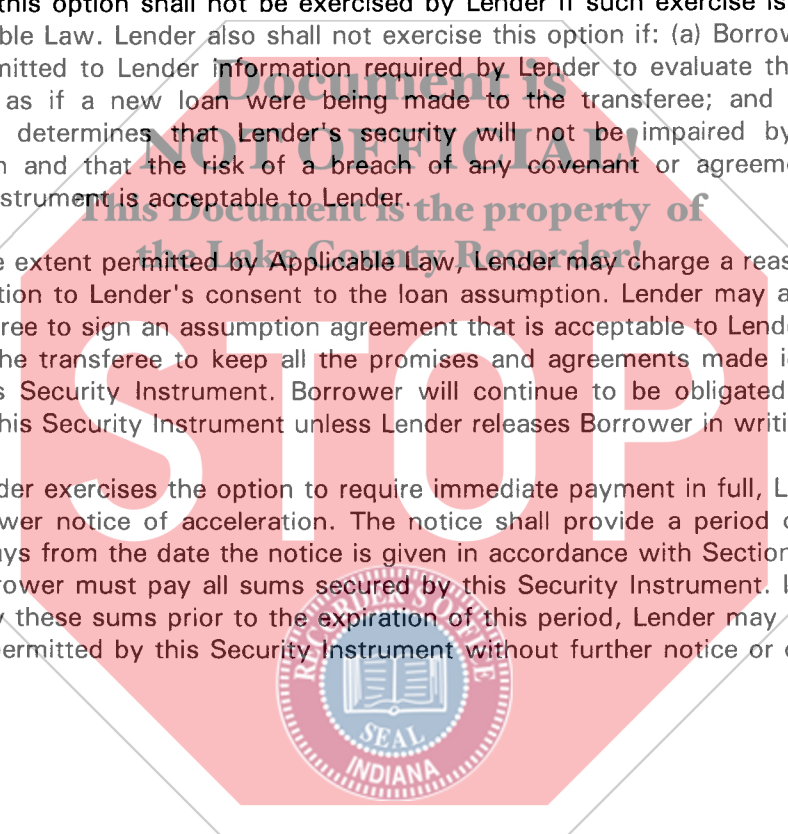 this option shall not be exercised by Lender if such exercise is
ble Law. Lender also shall not exercise this option if: (a) Borrow
mitted to Lender information required by Lender to evaluate th
as if a new loan were being made to the transferee; and
determines that Lender's security will not be impaired by
n and that the risk of a breach of any covenant or agreeme
strument is acceptable to Lender.
Document is
NOT OFFICIAL!
This Document is the property of
the Lake County Recorder!
e extent permitted by Applicable Law, Lender may charge a reas
tion to Lender's consent to the loan assumption. Lender may a
ree to sign an assumption agreement that is acceptable to Lende
he transferee to keep all the promises and agreements made i
s Security Instrument. Borrower will continue to be obligated
his Security Instrument unless Lender releases Borrower in writi
STOP
der exercises the option to require immediate payment in full, L
wer notice of acceleration. The notice shall provide a period o
ys from the date the notice is given in accordance with Section
rower must pay all sums secured by this Security Instrument.
y these sums prior to the expiration of this period, Lender may
ermitted by this Security Instrument without further notice or
RECORDER'S OFFICE
SEAL
INDIANA